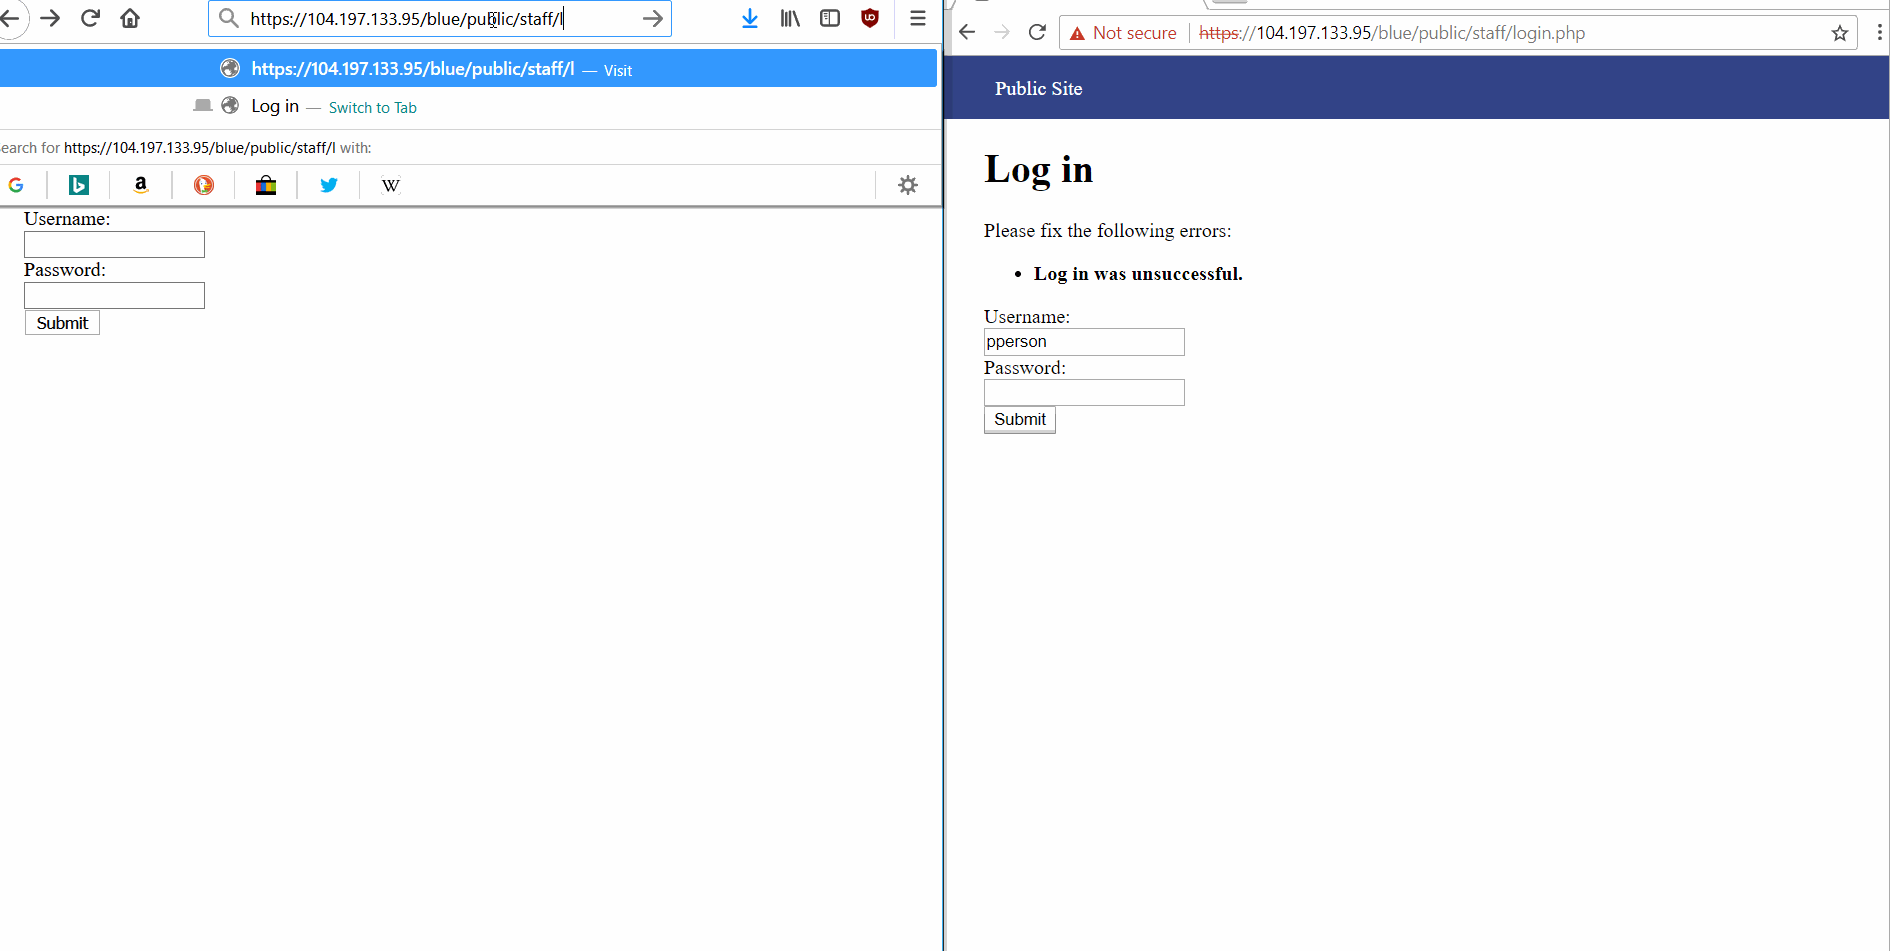 https://104.197.133.95/blue/public/staff/l
https://104.197.133.95/blue/public/staff/l — Visit
Log in — Switch to Tab
earch for https://104.197.133.95/blue/public/staff/l with:
G b a W
Username:
Password:
Submit
Not secure https://104.197.133.95/blue/public/staff/login.php
Public Site
Log in
Please fix the following errors:
• Log in was unsuccessful.
Username:
pperson
Password:
Submit